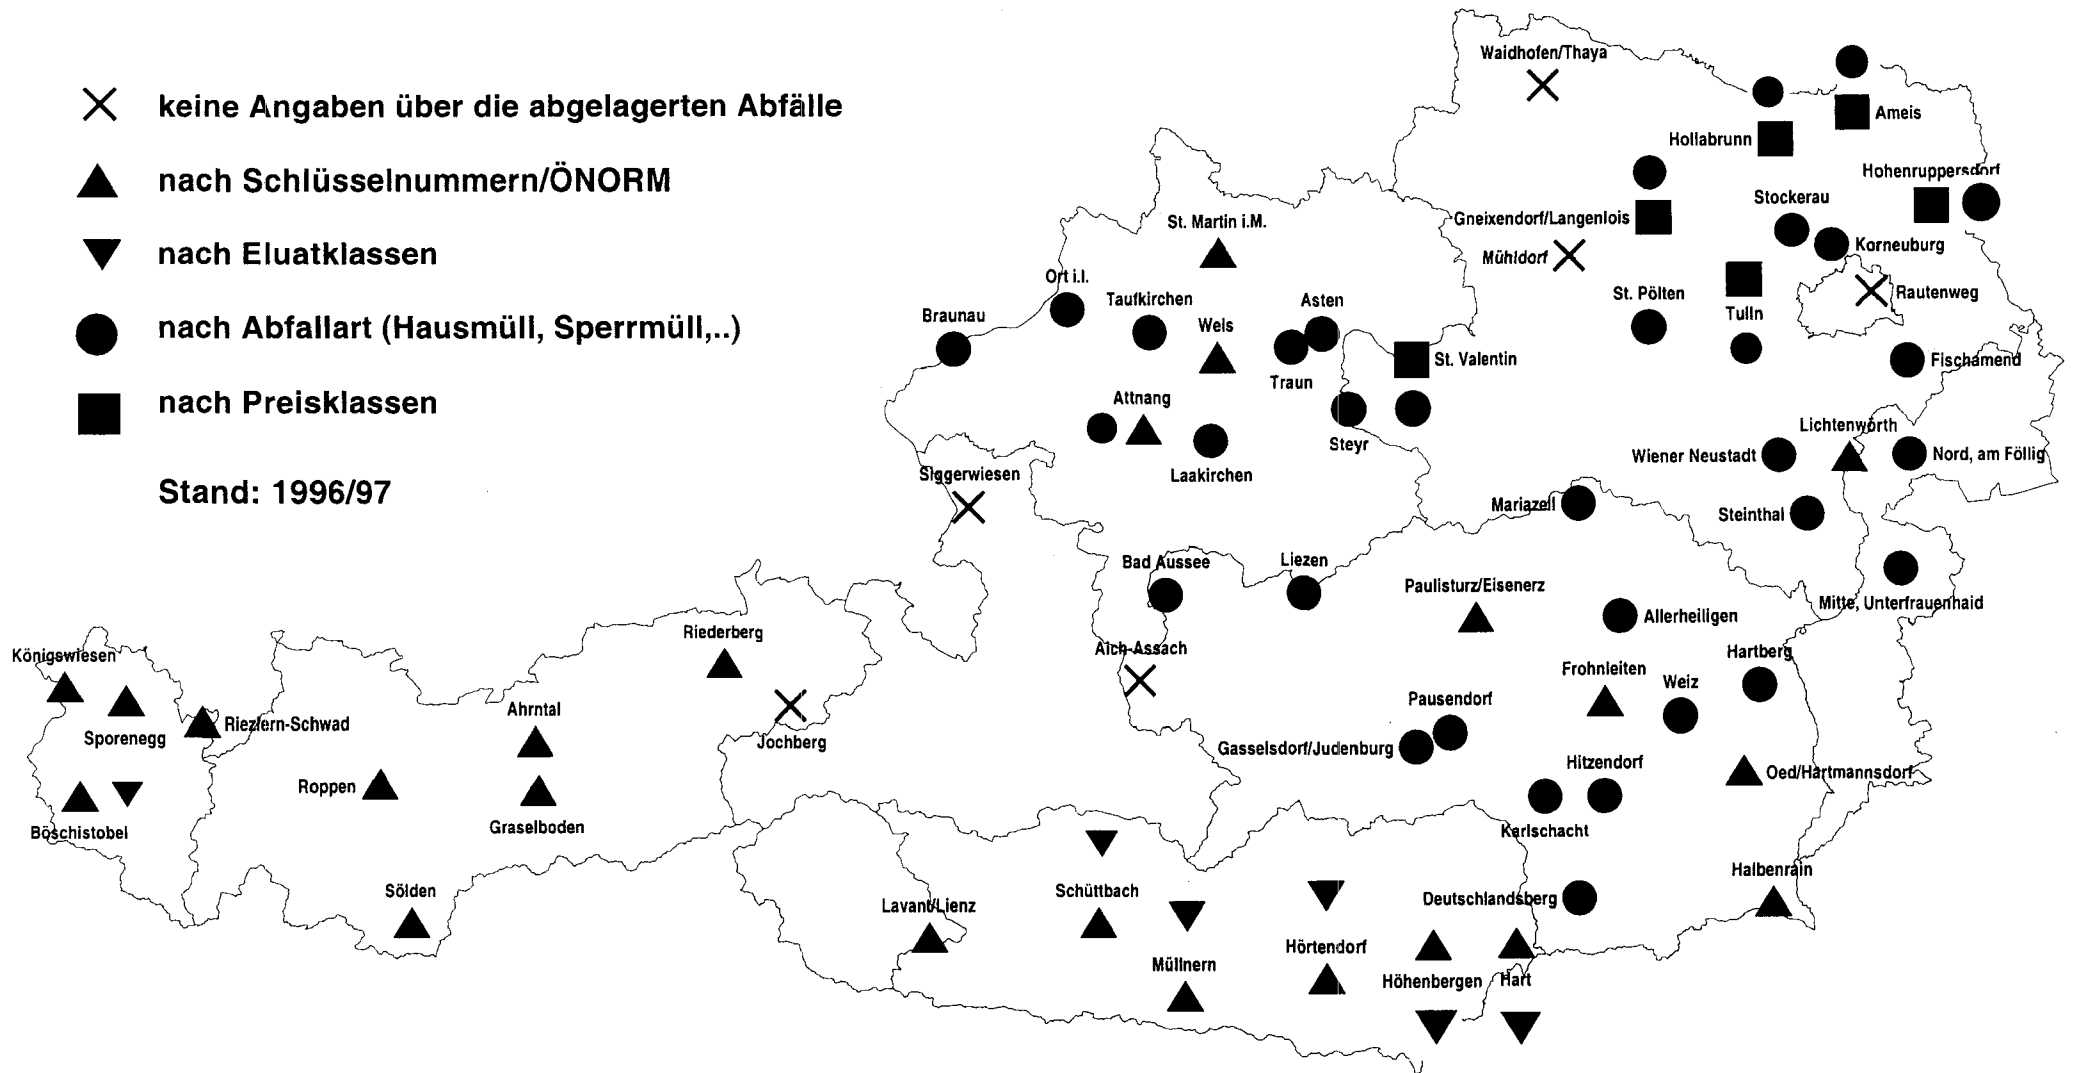 keine Angaben über die abgelagerten Abfälle
nach Schlüsselnummern/ÖNORM
nach Eluatklassen
nach Abfallart (Hausmüll, Sperrmüll,..)
nach Preisklassen
Stand: 1996/97
Waidhofen/Thaya
Ameis
Hollabrunn
Hohenruppersdorf
Stockerau
Gneixendorf/Langenlois
St. Martin i.M.
Korneuburg
Mühldorf
Ort i.I.
Rautenweg
St. Pölten
Taufkirchen
Asten
Tulln
Braunau
Wels
St. Valentin
Fischamend
Traun
Attnang
Lichtenwörth
Steyr
Wiener Neustadt
Nord, am Föllig
Siggerwiesen
Laakirchen
Mariazell
Steinthal
Bad Aussee
Liezen
Paulisturz/Eisenerz
Mitte, Unterfrauenhaid
Allerheiligen
Riederberg
Aich-Assach
Hartberg
Königswiesen
Frohnleiten
Weiz
Pausendorf
Ahrntal
Riezlern-Schwad
Sporenegg
Jochberg
Gasselsdorf/Judenburg
Hitzendorf
Oed/Hartmannsdorf
Roppen
Graselboden
Böschistobel
Karlschacht
Halbenrain
Sölden
Schüttbach
Deutschlandsberg
Lavant/Lienz
Hörtendorf
Müllnern
Höhenbergen
Hart